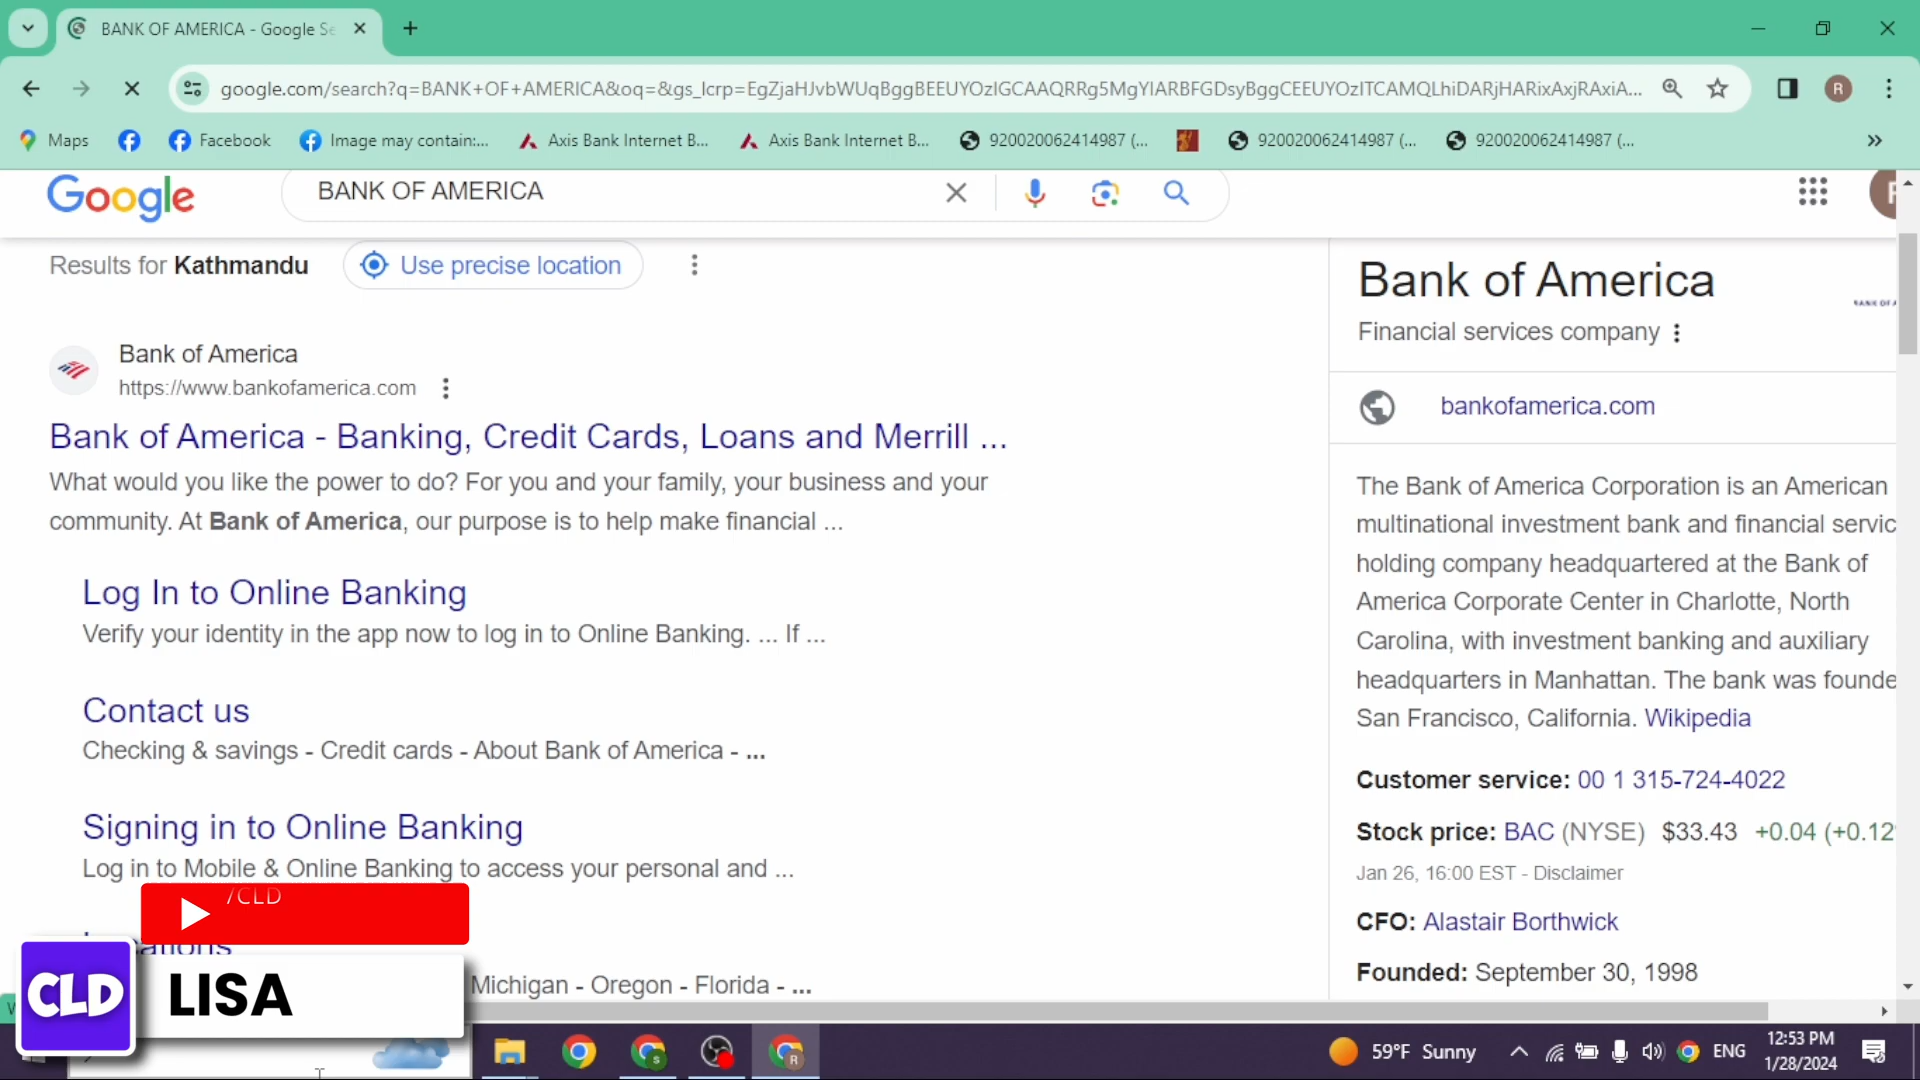 BANK OF AMERICA - Google Se
google.com/search?q=BANK+OF+AMERICA&oq=&gs_lcrp=EgZjaHJvbWUqBggBEEUYOzIGCAAQRRg5MgYIARBFGDsyBggCEEUYOzITCAMQLhiDARjHARixAxjRAxiA...
R
Maps
Facebook
Image may contain:...
Axis Bank Internet B...
Axis Bank Internet B...
920020062414987 (...
920020062414987 (...
920020062414987 (...
Google
BANK OF AMERICA
Results for Kathmandu
Use precise location
Bank of America
https://www.bankofamerica.com
Bank of America - Banking, Credit Cards, Loans and Merrill ...
What would you like the power to do? For you and your family, your business and your
community. At Bank of America, our purpose is to help make financial ...
Log In to Online Banking
Verify your identity in the app now to log in to Online Banking. ... If ...
Contact us
Checking & savings - Credit cards - About Bank of America - ...
Signing in to Online Banking
Log in to Mobile & Online Banking to access your personal and ...
Michigan - Oregon - Florida - ...
Bank of America
Financial services company
bankofamerica.com
The Bank of America Corporation is an American
multinational investment bank and financial servic
holding company headquartered at the Bank of
America Corporate Center in Charlotte, North
Carolina, with investment banking and auxiliary
headquarters in Manhattan. The bank was founde
San Francisco, California. Wikipedia
Customer service: 00 1 315-724-4022
Stock price: BAC (NYSE) $33.43 +0.04 (+0.12
Jan 26, 16:00 EST - Disclaimer
CFO: Alastair Borthwick
Founded: September 30, 1998
/CLD
CLD
LISA
59°F Sunny
ENG
12:53 PM
1/28/2024